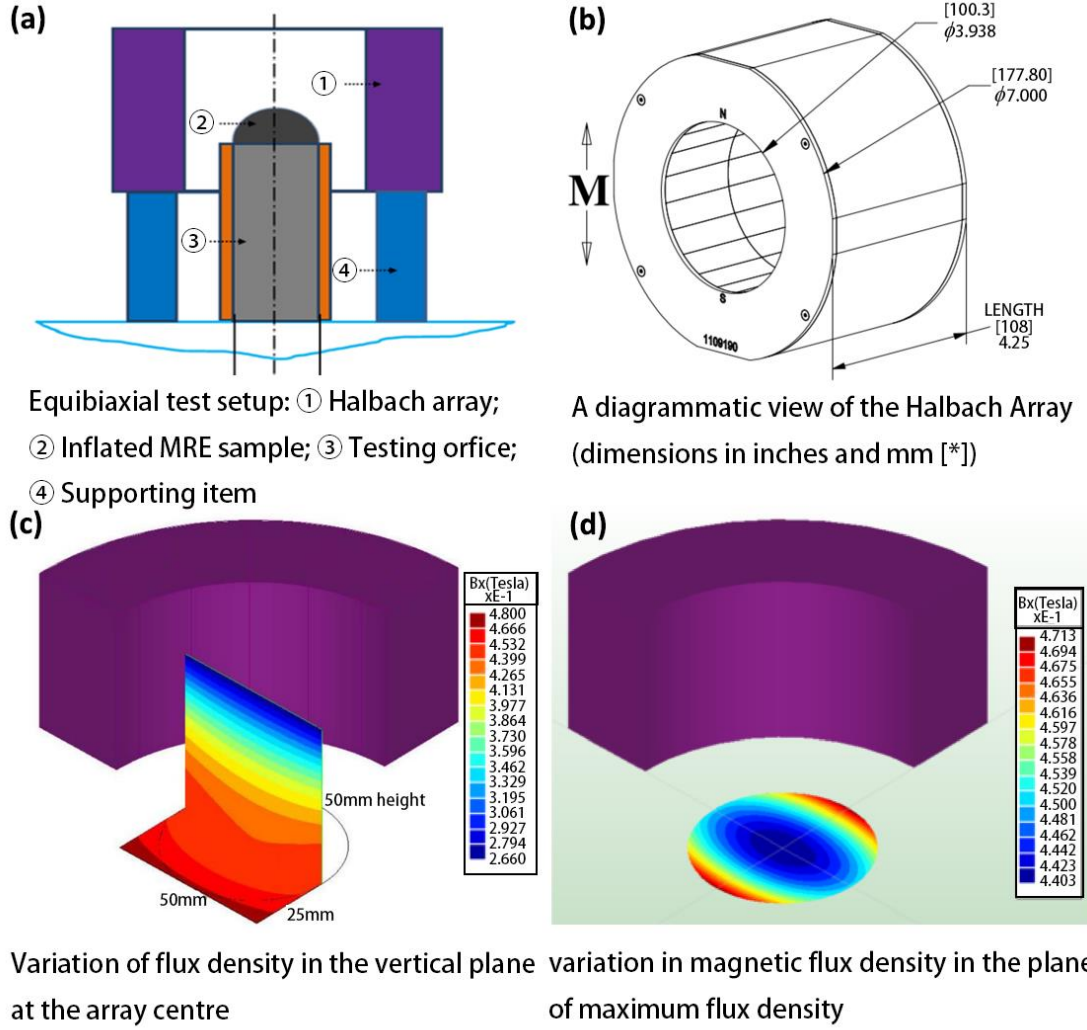 (a)
①
②
③
④
Equibiaxial test setup: ① Halbach array;
② Inflated MRE sample; ③ Testing orfice;
④ Supporting item
(b)
[100.3]
ϕ3.938
[177.80]
ϕ7.000
N
M
S
1109190
LENGTH
[108]
4.25
A diagrammatic view of the Halbach Array
(dimensions in inches and mm [*])
(c)
Bx(Tesla)
xE-1
4.800
4.666
4.532
4.399
4.265
4.131
3.977
3.864
3.730
3.596
3.462
3.329
3.195
3.061
2.927
2.794
2.660
50mm height
50mm
25mm
Variation of flux density in the vertical plane
at the array centre
(d)
Bx(Tesla)
xE-1
4.713
4.694
4.675
4.655
4.636
4.616
4.597
4.578
4.558
4.539
4.520
4.500
4.481
4.462
4.442
4.423
4.403
variation in magnetic flux density in the plane
of maximum flux density